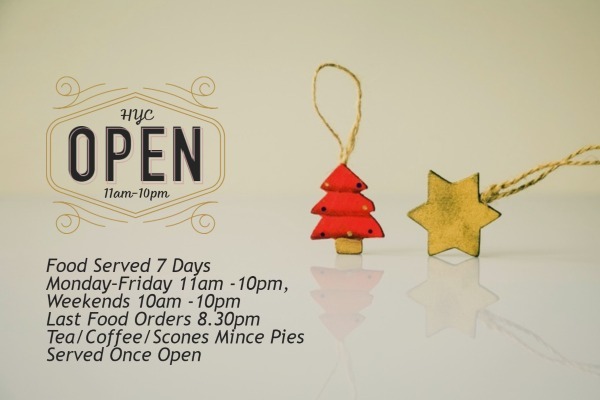 HYC
OPEN
11am-10pm
Food Served 7 Days
Monday-Friday 11am -10pm,
Weekends 10am -10pm
Last Food Orders 8.30pm
Tea/Coffee/Scones Mince Pies
Served Once Open